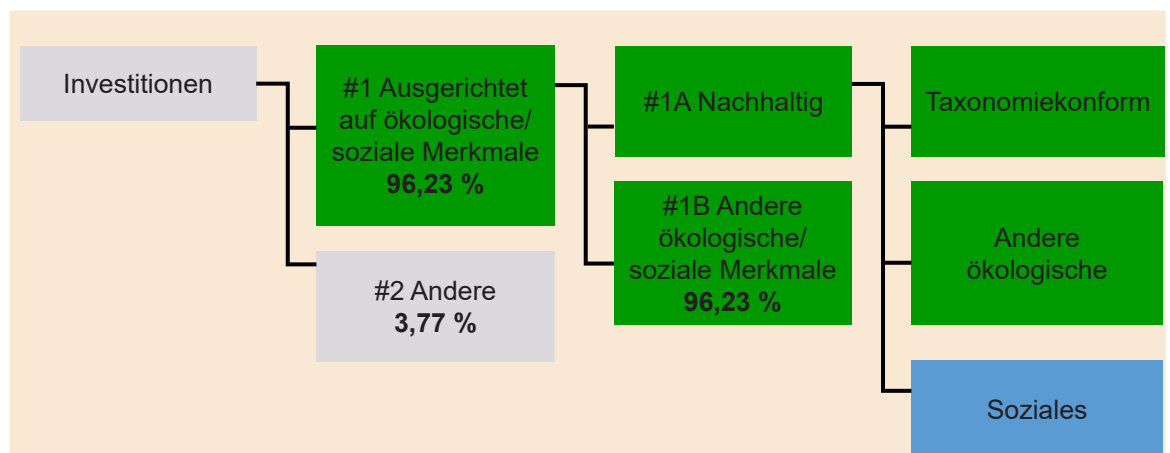 Investitionen
#1 Ausgerichtet
auf ökologische/
soziale Merkmale
96,23 %
#2 Andere
3,77 %
#1A Nachhaltig
#1B Andere
ökologische/
soziale Merkmale
96,23 %
Taxonomiekonform
Andere
ökologische
Soziales